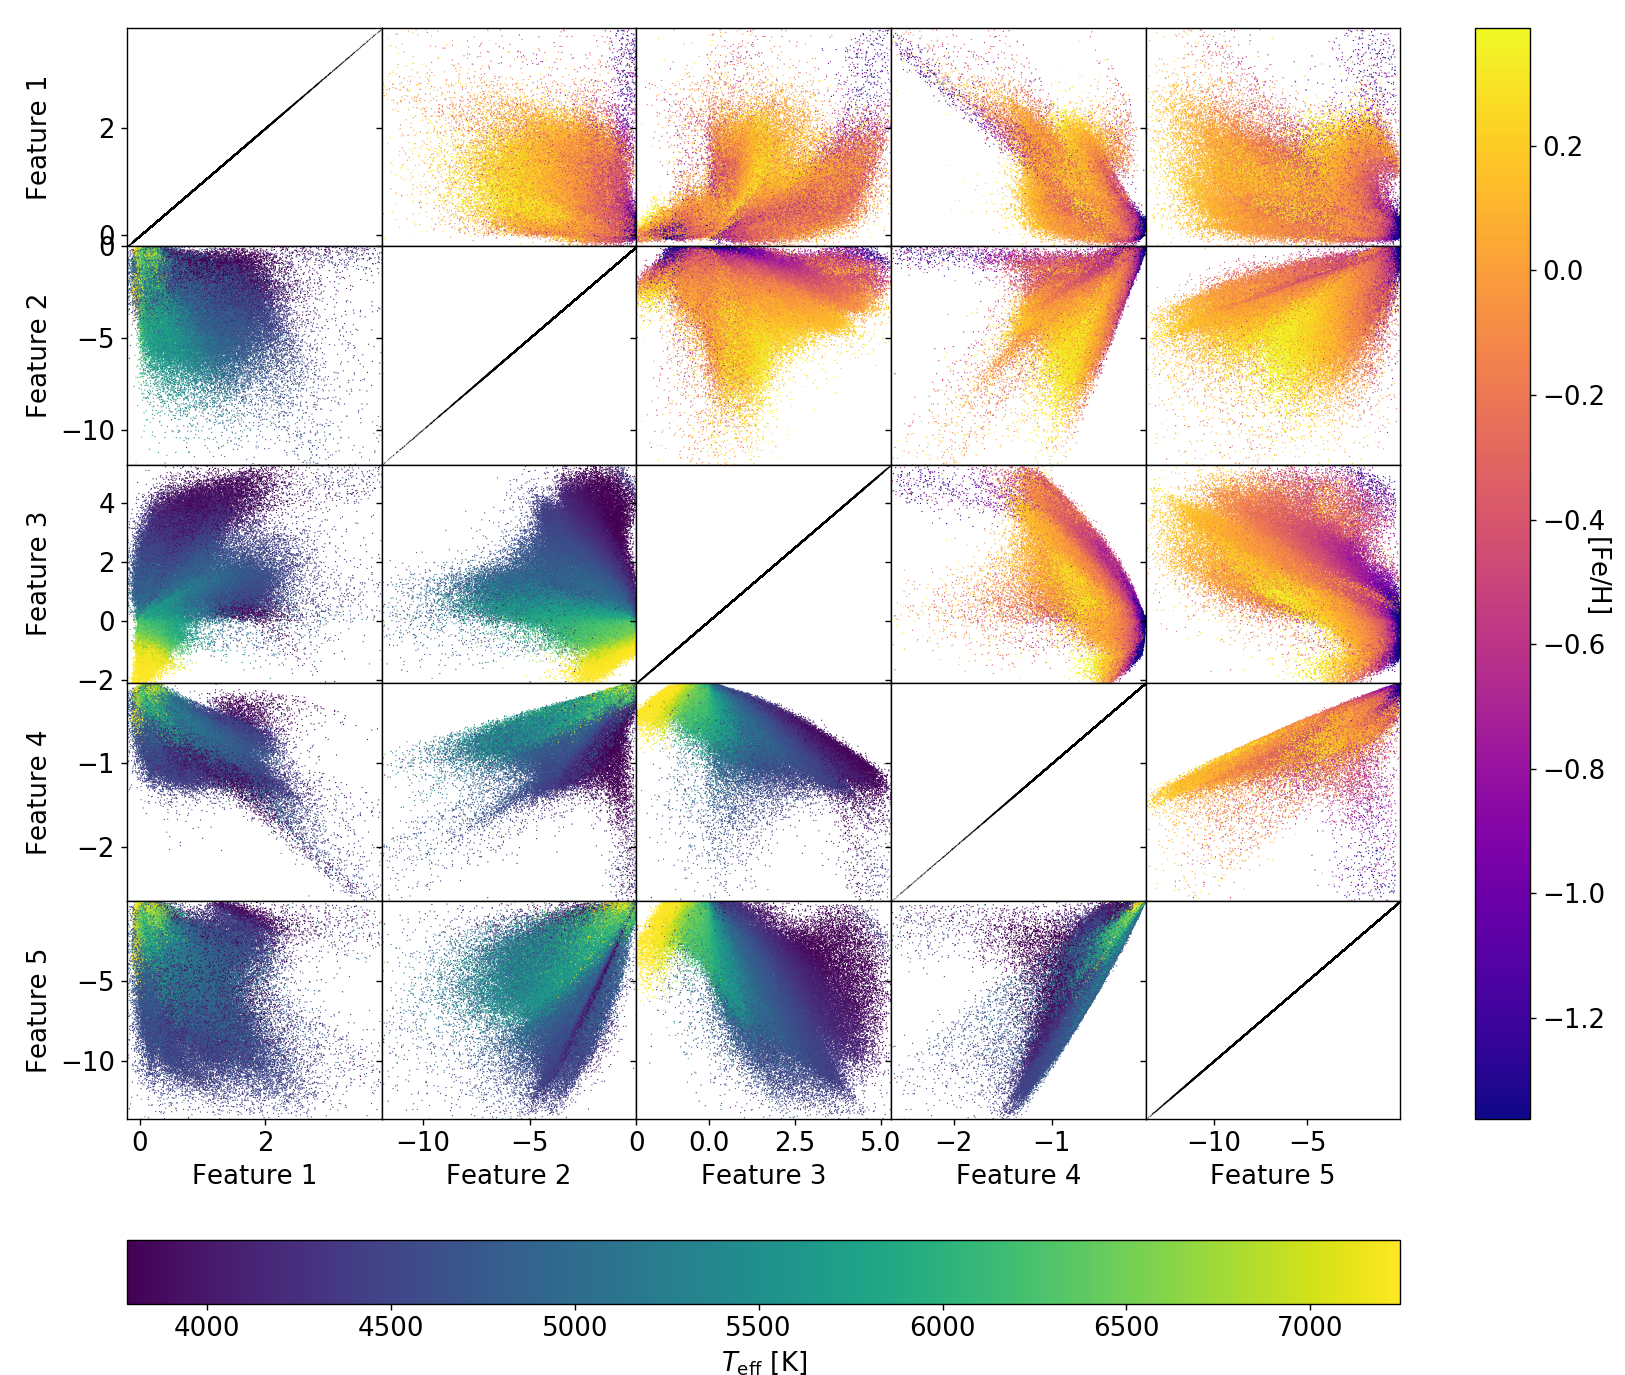 Feature 1
2
0
Feature 2
0
−5
−10
Feature 3
4
2
0
−2
Feature 4
−1
−2
Feature 5
−5
−10
0 2
−10 −5 0
0.0 2.5 5.0
−2 −1
−10 −5
Feature 1 Feature 2 Feature 3 Feature 4 Feature 5
0.2
0.0
−0.2
−0.4
−0.6
−0.8
−1.0
−1.2
[Fe/H]
4000 4500 5000 5500 6000 6500 7000
Teff [K]